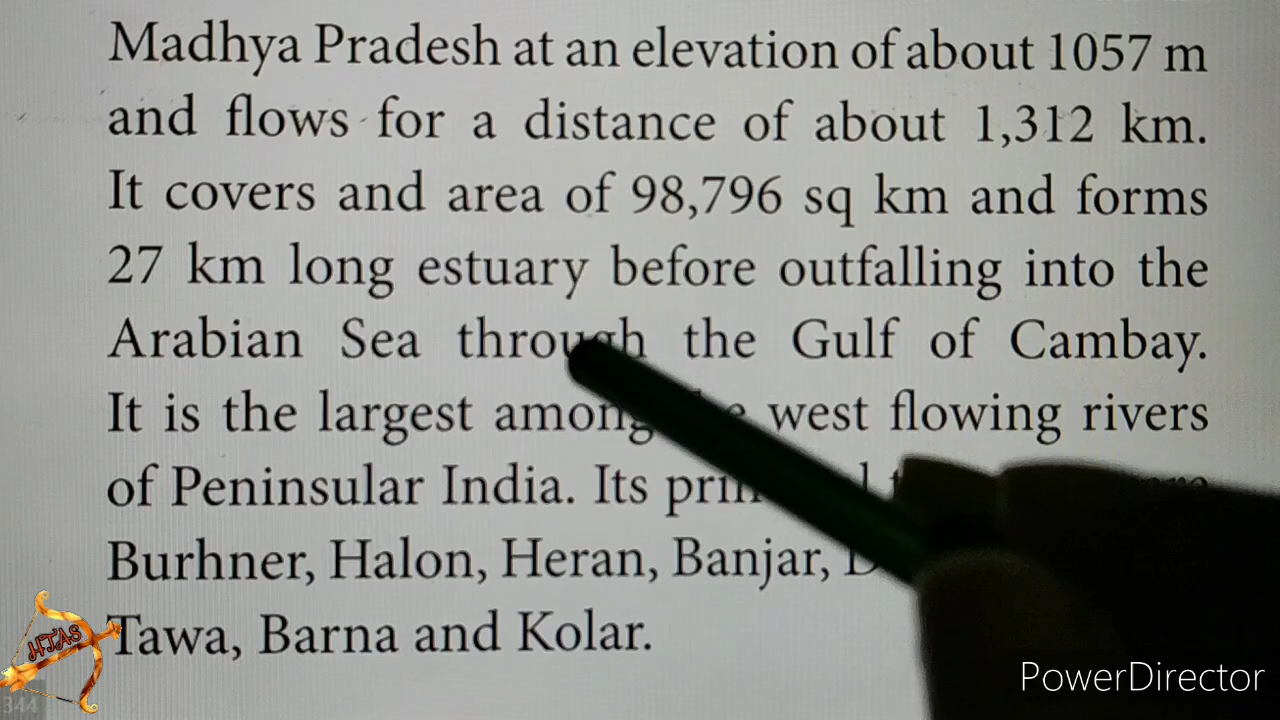 Madhya Pradesh at an elevation of about 1057 m
and flows for a distance of about 1,312 km.
It covers and area of 98,796 sq km and forms
27 km long estuary before outfalling into the
Arabian Sea through the Gulf of Cambay.
It is the largest among west flowing rivers
of Peninsular India. Its
Burhner, Halon, Heran, Banjar,
Tawa, Barna and Kolar.
HTAS
344
PowerDirector